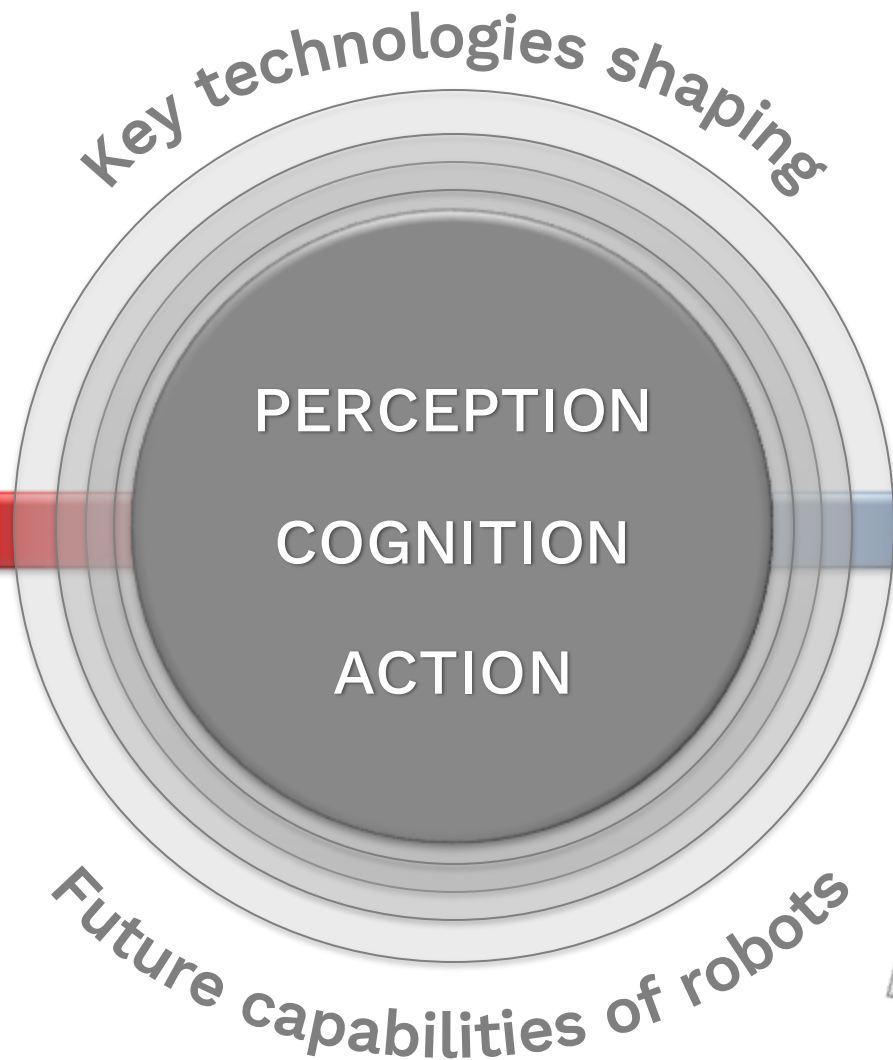 Key technologies shaping
PERCEPTION
COGNITION
ACTION
Future capabilities of robots